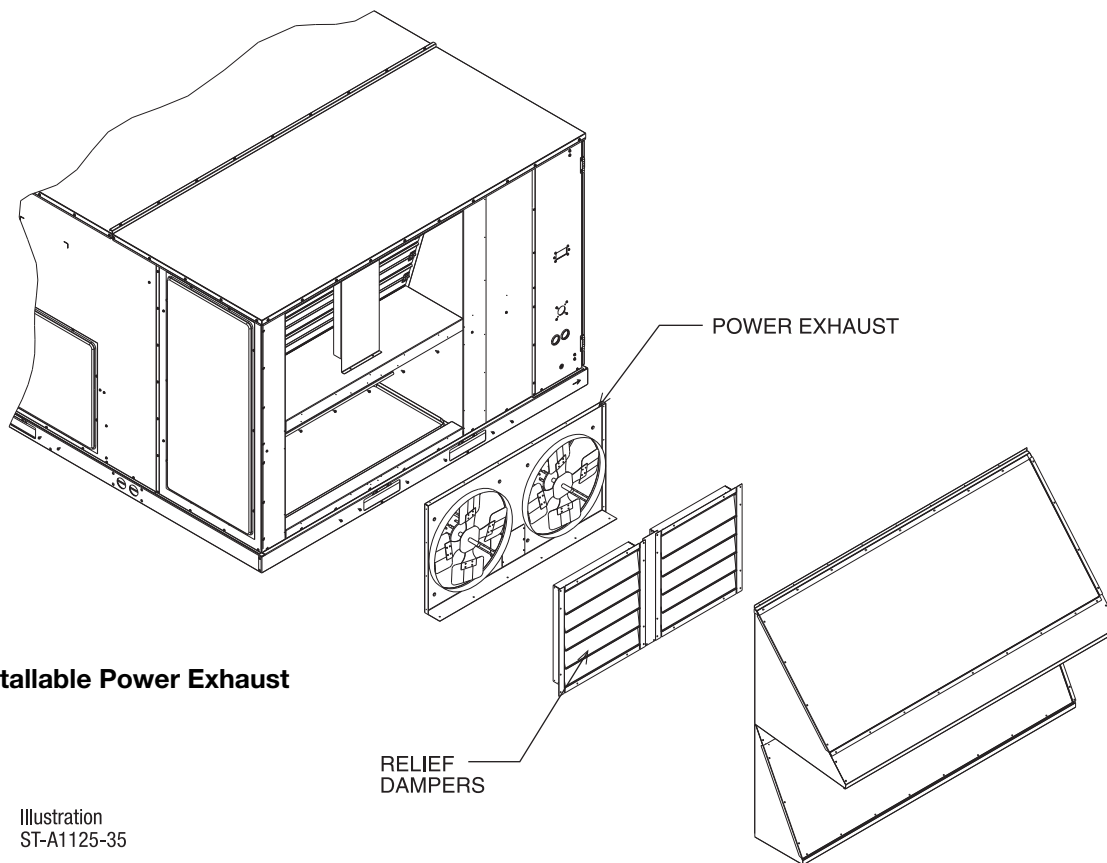 POWER EXHAUST
tallable Power Exhaust
RELIEF
DAMPERS
Illustration
ST-A1125-35